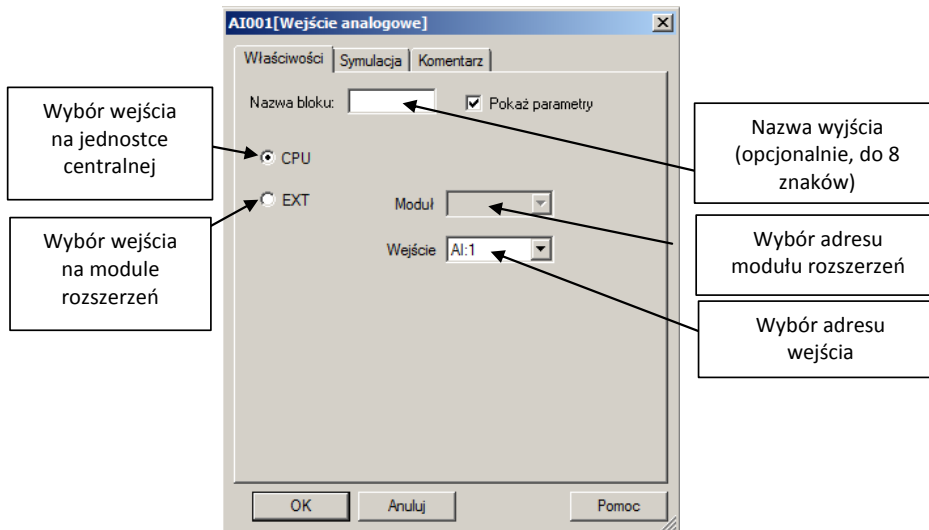 AI001[Wejście analogowe]
Właściwości Symulacja Komentarz
Nazwa bloku: Pokaż parametry
CPU
EXT
Moduł
Wejście AI:1
OK Anuluj Pomoc
Wybór wejścia
na jednostce
centralnej
Wybór wejścia
na module
rozszerzeń
Nazwa wyjścia
(opcjonalnie, do 8
znaków)
Wybór adresu
modułu rozszerzeń
Wybór adresu
wejścia